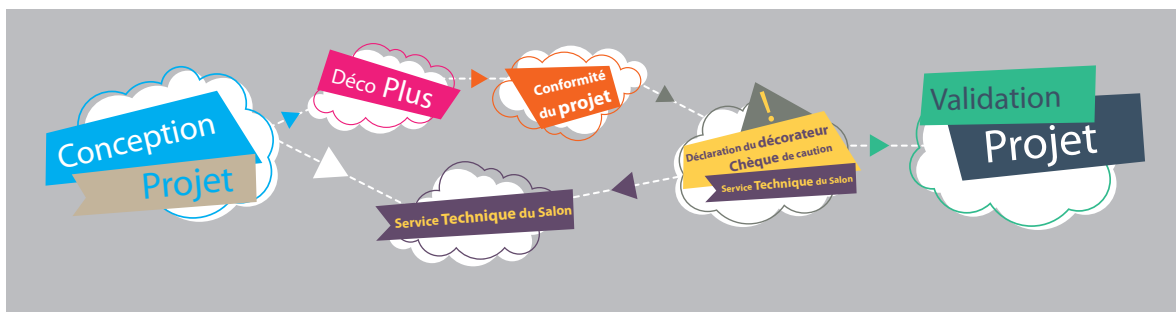 Conception
Projet
Déco Plus
Conformité
du projet
!
Déclaration du décorateur
Chèque de caution
Service Technique du Salon
Service Technique du Salon
Validation
Projet